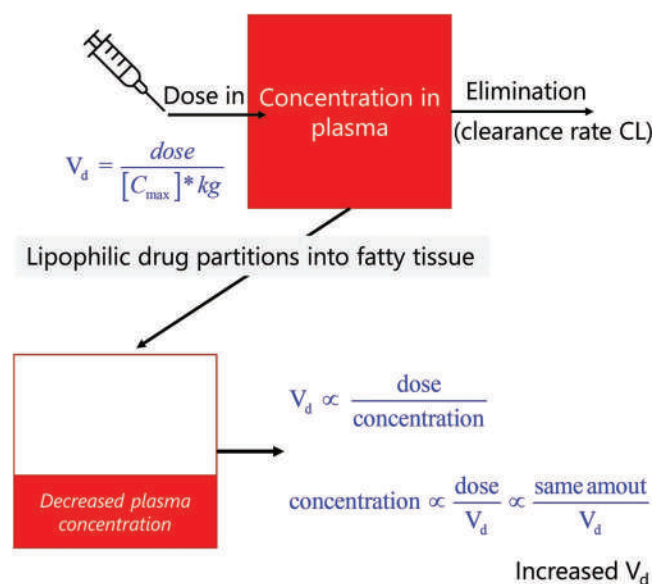 Dose in
Concentration in
plasma
Elimination
(clearance rate CL)
V_d = dose / [C_max]* kg
Lipophilic drug partitions into fatty tissue
Decreased plasma
concentration
V_d ∝ dose / concentration
concentration ∝ dose / V_d ∝ same amout / V_d
Increased V_d